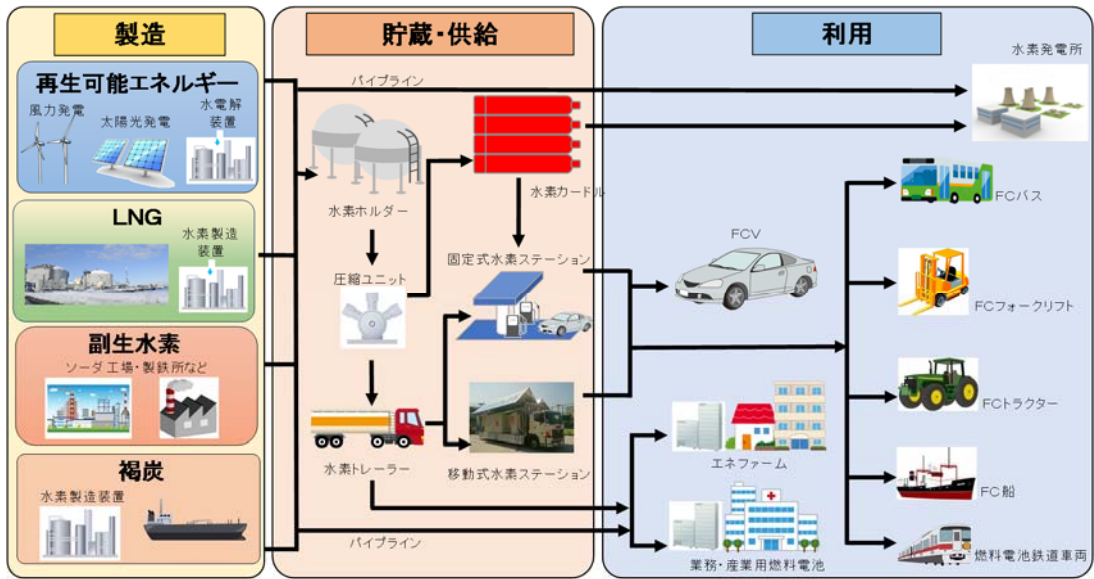 製造
再生可能エネルギー
風力発電
太陽光発電
水電解
装置
LNG
水素製造
装置
副生水素
ソーダ工場・製鉄所など
褐炭
水素製造装置
貯蔵・供給
パイプライン
水素ホルダー
水素カードル
圧縮ユニット
固定式水素ステーション
水素トレーラー
移動式水素ステーション
パイプライン
利用
水素発電所
FCV
FCバス
FCフォークリフト
FCトラクター
エネファーム
FC船
業務・産業用燃料電池
燃料電池鉄道車両